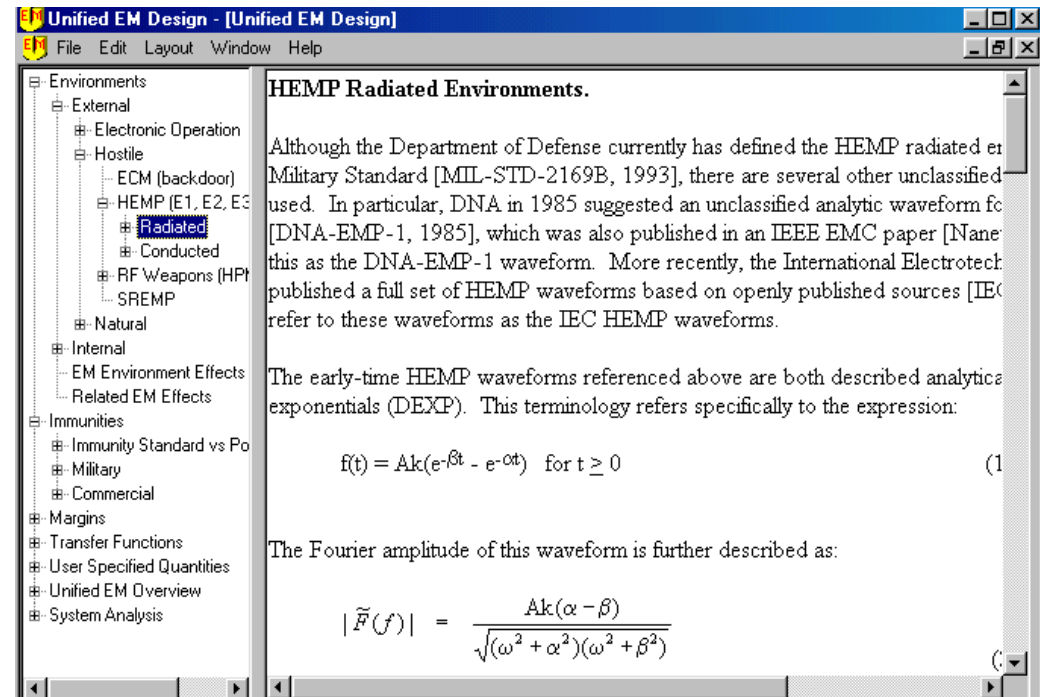 Unified EM Design - [Unified EM Design]
File Edit Layout Window Help
Environments
External
Electronic Operation
Hostile
ECM (backdoor)
HEMP (E1, E2, E3
Radiated
Conducted
RF Weapons (HPM
SREMP
Natural
Internal
EM Environment Effects
Related EM Effects
Immunities
Immunity Standard vs Po
Military
Commercial
Margins
Transfer Functions
User Specified Quantities
Unified EM Overview
System Analysis
HEMP Radiated Environments.
Although the Department of Defense currently has defined the HEMP radiated en
Military Standard [MIL-STD-2169B, 1993], there are several other unclassified
used. In particular, DNA in 1985 suggested an unclassified analytic waveform fo
[DNA-EMP-1, 1985], which was also published in an IEEE EMC paper [Nane
this as the DNA-EMP-1 waveform. More recently, the International Electrotech
published a full set of HEMP waveforms based on openly published sources [IEC
refer to these waveforms as the IEC HEMP waveforms.
The early-time HEMP waveforms referenced above are both described analytica
exponentials (DEXP). This terminology refers specifically to the expression:
f(t) = Ak(e^-βt - e^-αt) for t ≥ 0 (1
The Fourier amplitude of this waveform is further described as:
|F̃(f)| = Ak(α − β) / √((ω² + α²)(ω² + β²))